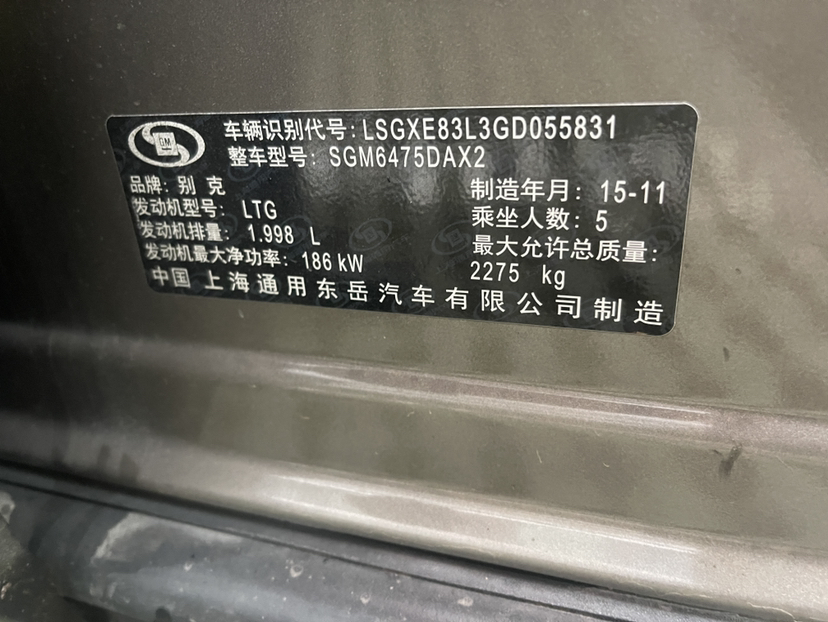 GM
车辆识别代号: LSGXE83L3GD055831
整车型号: SGM6475DAX2
品牌: 别 克
制造年月: 15-11
发动机型号: LTG
乘坐人数: 5
发动机排量: 1.998 L
最大允许总质量:
2275 kg
发动机最大净功率: 186 kW
中国 上海通用东岳汽车有限公司制造